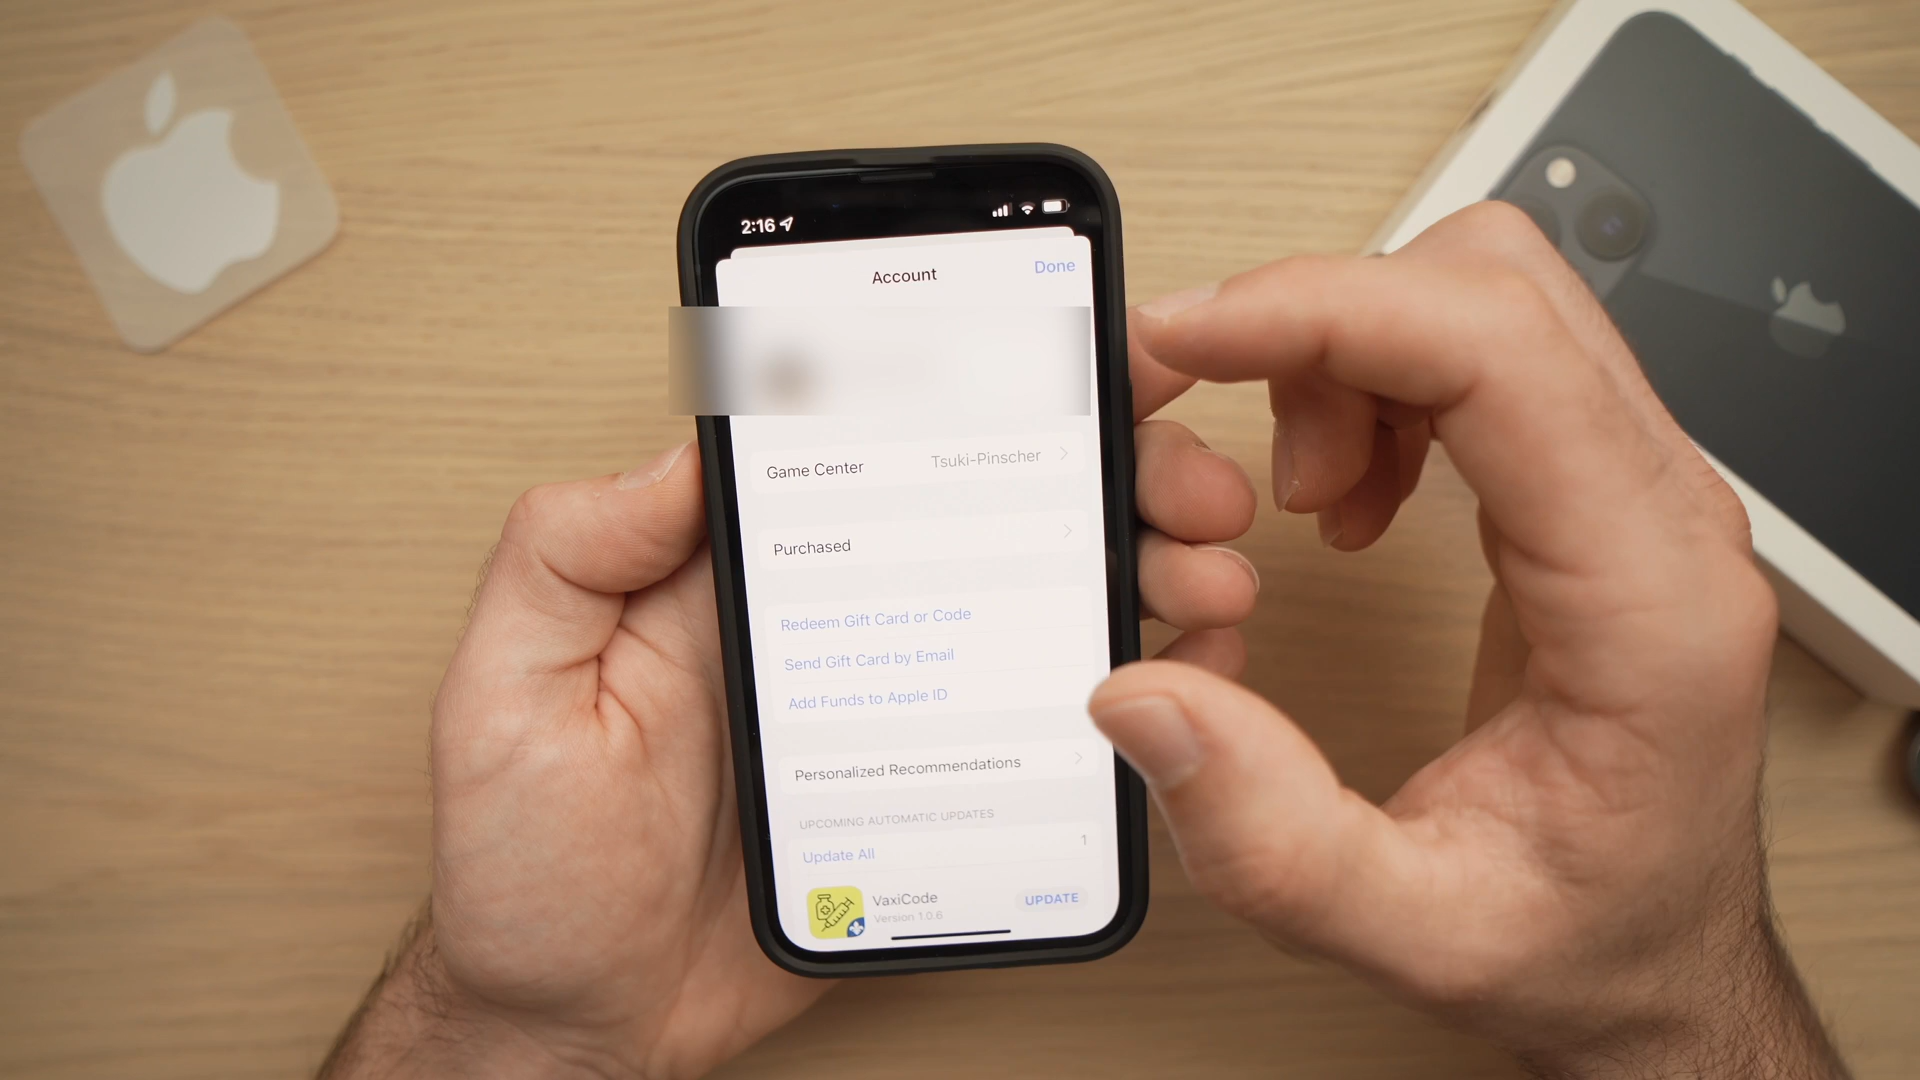 2:16
Account
Done
Game Center
Tsuki-Pinscher
Purchased
Redeem Gift Card or Code
Send Gift Card by Email
Add Funds to Apple ID
Personalized Recommendations
UPCOMING AUTOMATIC UPDATES
Update All
1
VaxiCode
Version 1.0.6
UPDATE